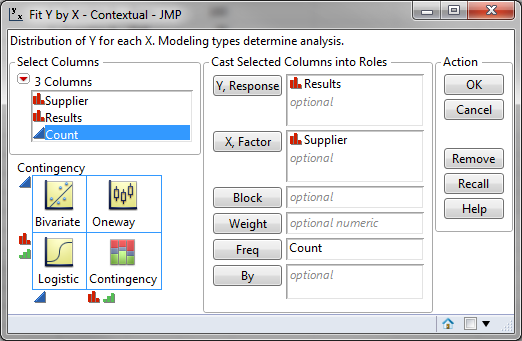 Fit Y by X - Contextual - JMP
Distribution of Y for each X. Modeling types determine analysis.
Select Columns
3 Columns
Supplier
Results
Count
Contingency
Bivariate
Oneway
Logistic
Contingency
Cast Selected Columns into Roles
Y, Response
Results
optional
X, Factor
Supplier
optional
Block
optional
Weight
optional numeric
Freq
Count
By
optional
Action
OK
Cancel
Remove
Recall
Help